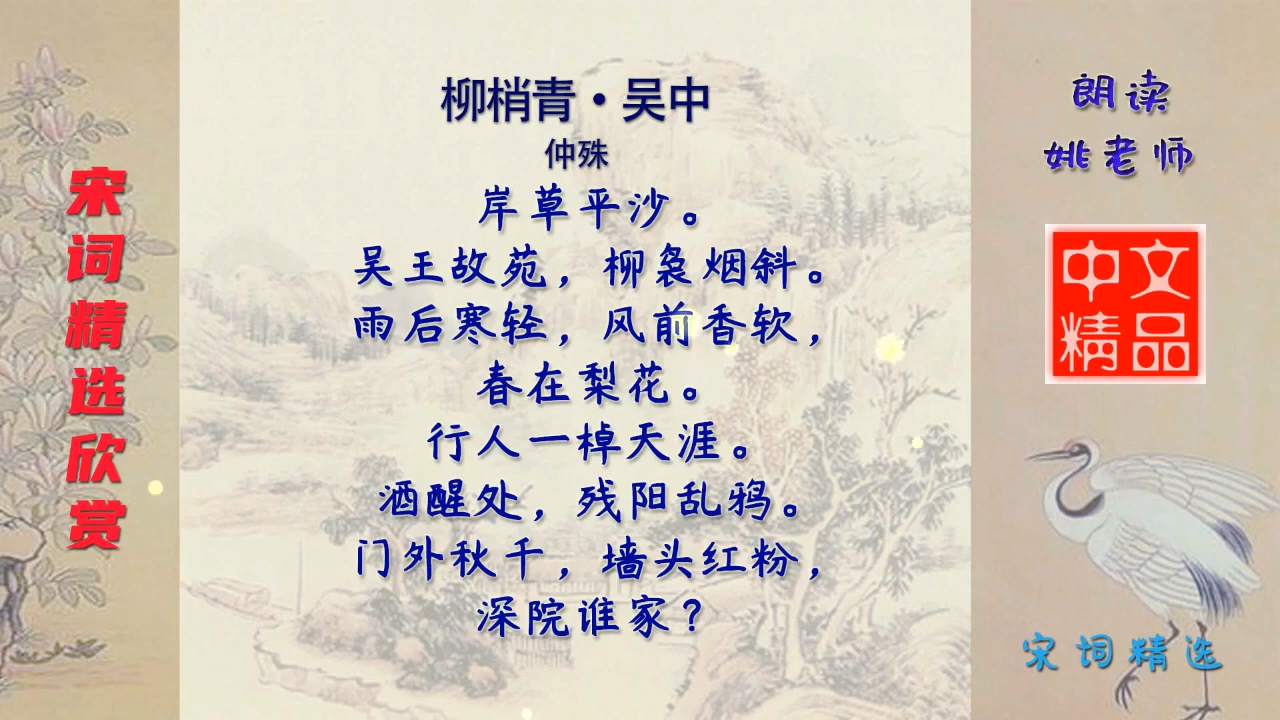 宋词精选欣赏
柳梢青·吴中
仲殊
岸草平沙。
吴王故苑，柳袅烟斜。
雨后寒轻，风前香软，
春在梨花。
行人一棹天涯。
酒醒处，残阳乱鸦。
门外秋千，墙头红粉，
深院谁家？
朗读
姚老师
中文
精品
宋词精选